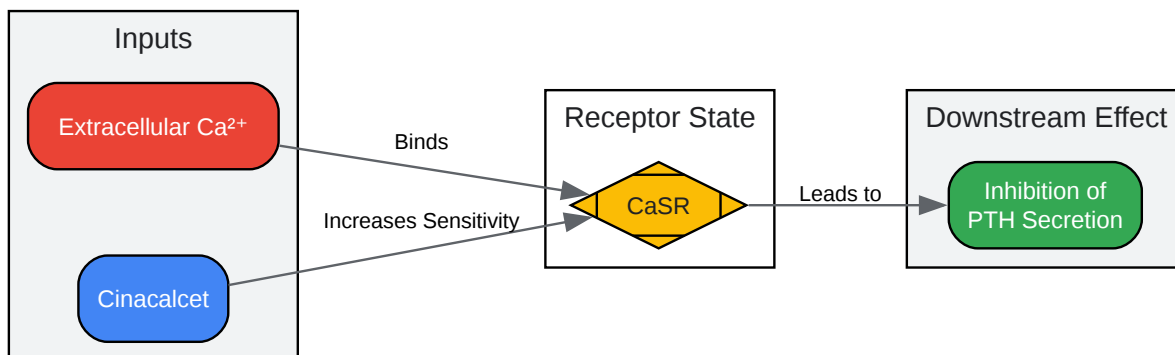 Inputs
Extracellular Ca²⁺
Cinacalcet
Binds
Increases Sensitivity
Receptor State
CaSR
Leads to
Downstream Effect
Inhibition of
PTH Secretion